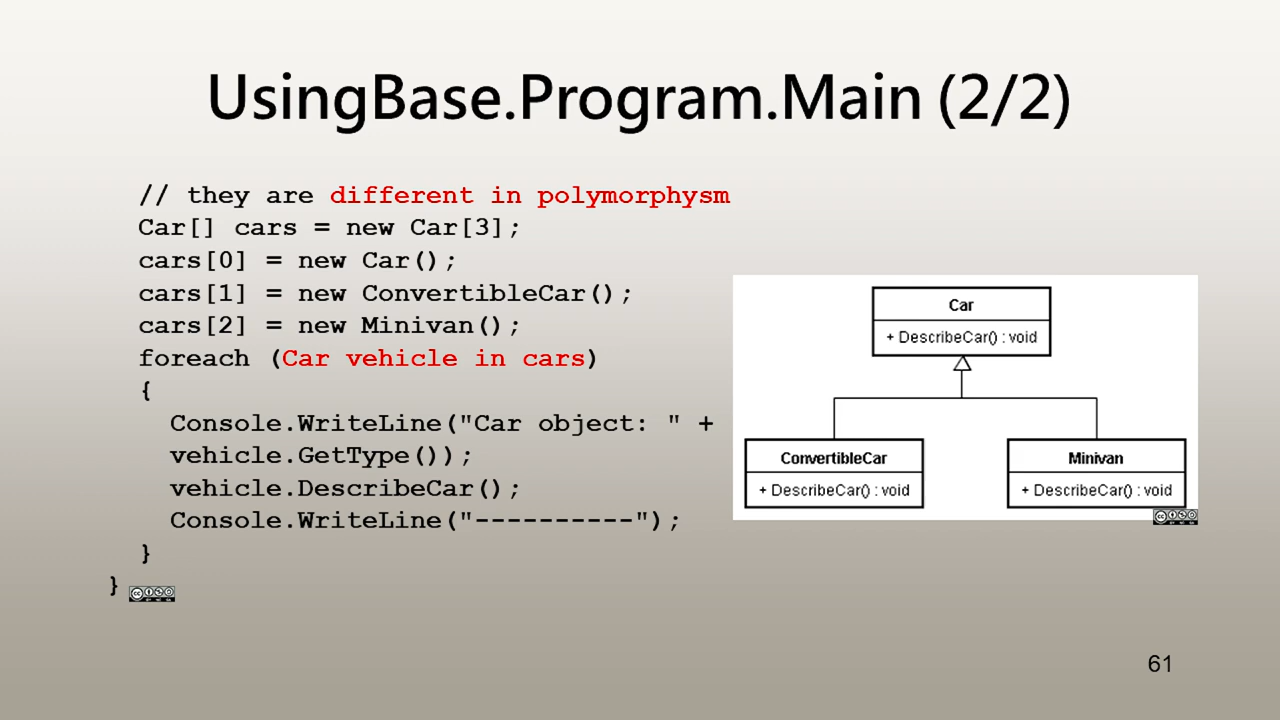 UsingBase.Program.Main (2/2)
// they are different in polymorphysm
Car[] cars = new Car[3];
cars[0] = new Car();
cars[1] = new ConvertibleCar();
cars[2] = new Minivan();
foreach (Car vehicle in cars)
{
Console.WriteLine("Car object: " +
vehicle.GetType());
vehicle.DescribeCar();
Console.WriteLine("----------");
}
}
Car
+ DescribeCar() : void
ConvertibleCar
+ DescribeCar() : void
Minivan
+ DescribeCar() : void
61